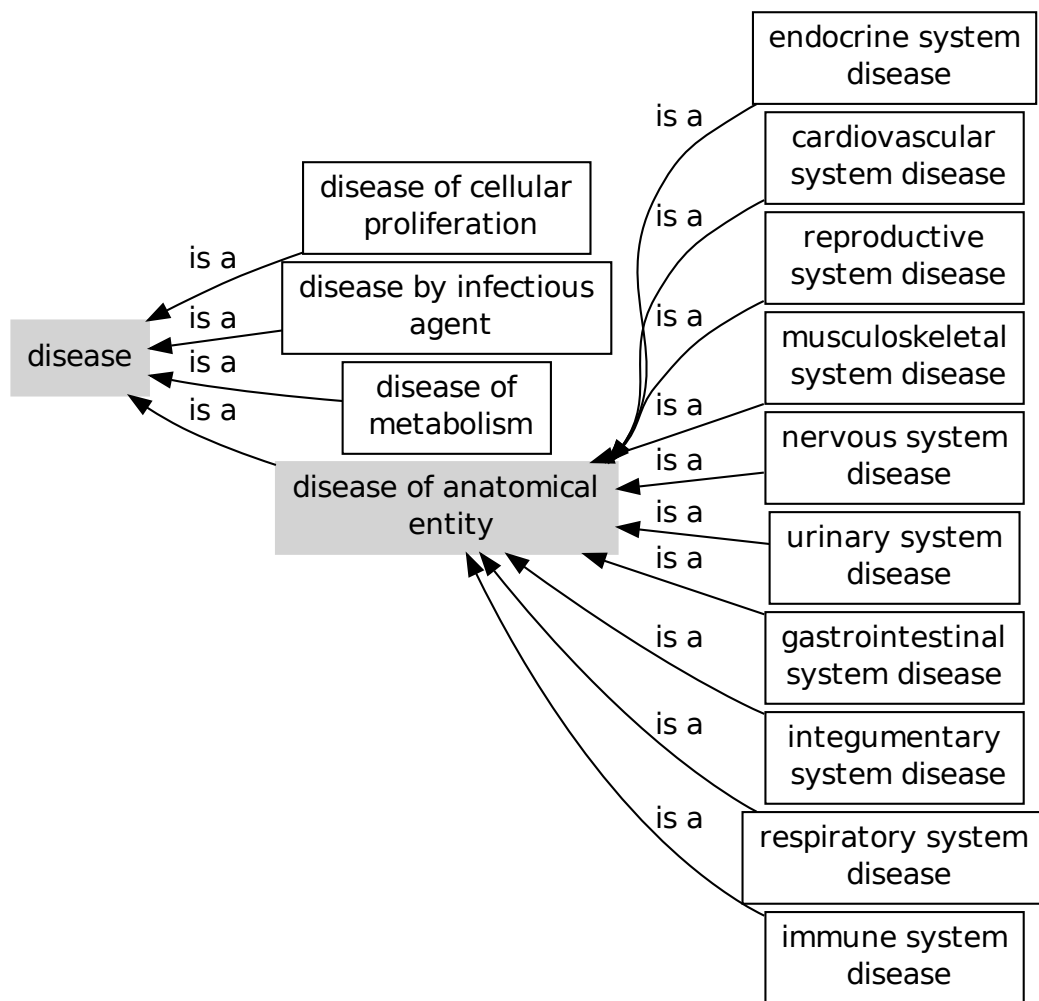 endocrine system
disease
is a
cardiovascular
system disease
is a
reproductive
system disease
is a
musculoskeletal
system disease
is a
nervous system
disease
is a
urinary system
disease
is a
gastrointestinal
system disease
is a
integumentary
system disease
is a
respiratory system
disease
is a
immune system
disease
is a
disease of cellular
proliferation
is a
disease by infectious
agent
is a
disease of
metabolism
is a
disease of anatomical
entity
is a
disease